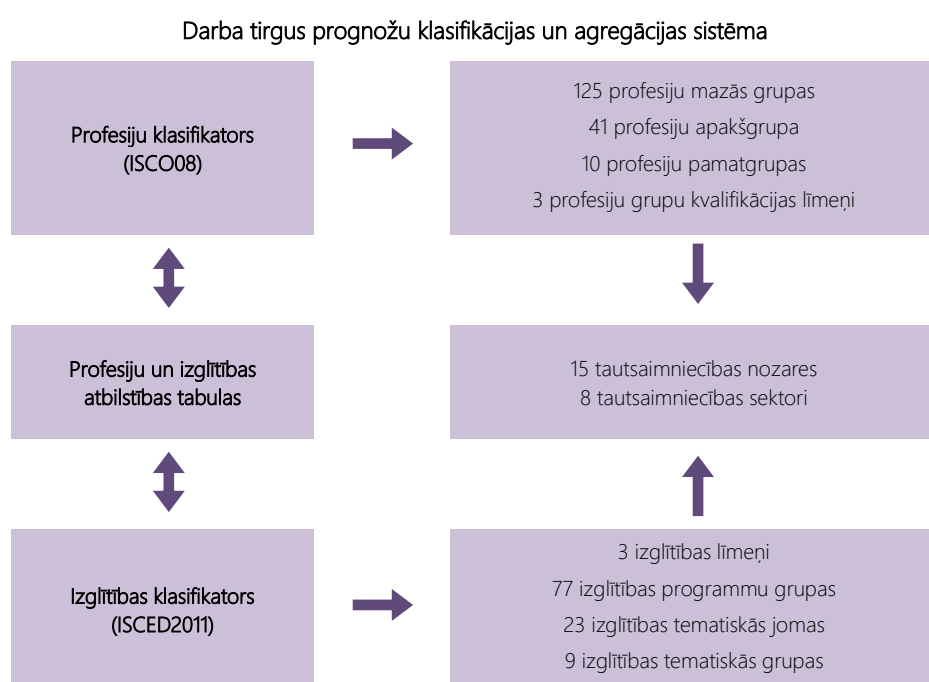 Darba tirgus prognožu klasifikācijas un agregācijas sistēma
Profesiju klasifikators
(ISCO08)
125 profesiju mazās grupas
41 profesiju apakšgrupa
10 profesiju pamatgrupas
3 profesiju grupu kvalifikācijas līmeņi
Profesiju un izglītības
atbilstības tabulas
15 tautsaimniecības nozares
8 tautsaimniecības sektori
Izglītības klasifikators
(ISCED2011)
3 izglītības līmeņi
77 izglītības programmu grupas
23 izglītības tematiskās jomas
9 izglītības tematiskās grupas